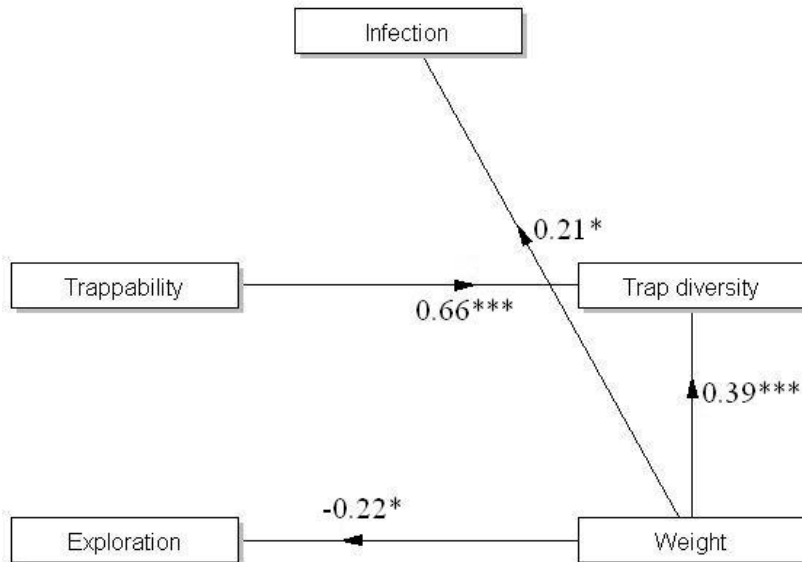 Infection
0.21*
Trappability
Trap diversity
0.66***
0.39***
-0.22*
Exploration
Weight